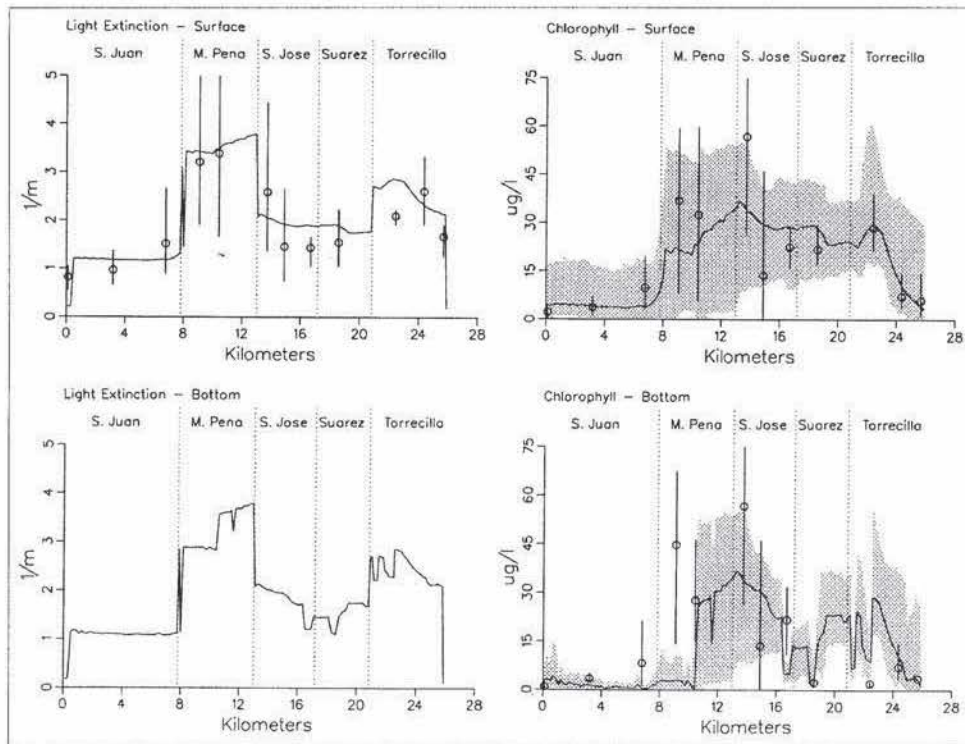 Light Extinction - Surface
S. Juan M. Pena S. Jose Suarez Torrecilla
5
4
3
2
1
0
1/m
0 4 8 12 16 20 24 28
Kilometers
Chlorophyll - Surface
S. Juan M. Pena S. Jose Suarez Torrecilla
75
60
45
30
15
0
ug/l
0 4 8 12 16 20 24 28
Kilometers
Light Extinction - Bottom
S. Juan M. Pena S. Jose Suarez Torrecilla
5
4
3
2
1
0
1/m
0 4 8 12 16 20 24 28
Kilometers
Chlorophyll - Bottom
S. Juan M. Pena S. Jose Suarez Torrecilla
75
60
45
30
15
0
ug/l
0 4 8 12 16 20 24 28
Kilometers